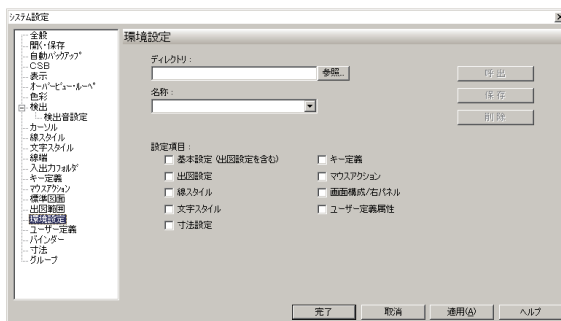 システム設定
全般
開く・保存
自動バックアップ
CSB
表示
オーバービュー・ルーペ
色彩
検出
検出音設定
カーソル
線スタイル
文字スタイル
線端
入出力フォルダ
キー定義
マウスアクション
標準図面
出図範囲
環境設定
ユーザー定義
バインダー
寸法
グループ
環境設定
ディレクトリ:
参照...
呼出
名称:
保存
削除
設定項目:
基本設定 (出図設定を含む)
キー定義
出図設定
マウスアクション
線スタイル
画面構成/右パネル
文字スタイル
ユーザー定義属性
寸法設定
完了
取消
適用(A)
ヘルプ